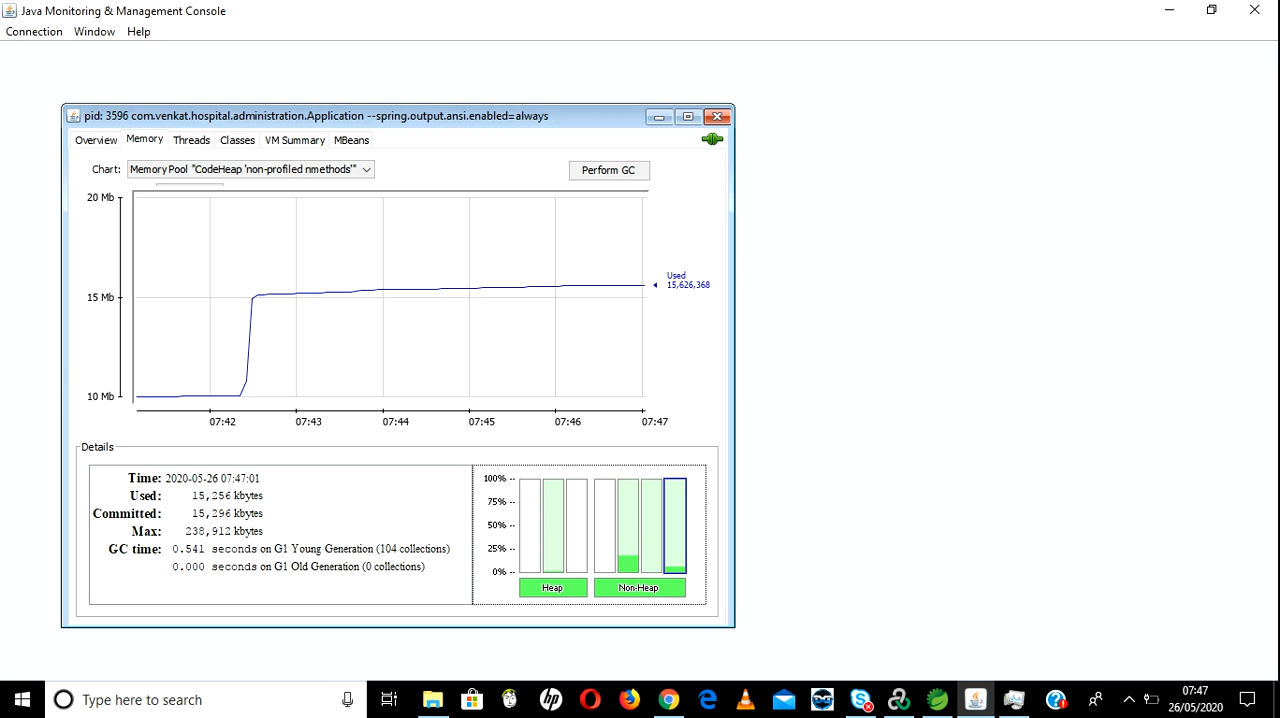 Java Monitoring & Management Console
Connection Window Help
pid: 3596 com.venkat.hospital.administration.Application --spring.output.ansi.enabled=always
Overview Memory Threads Classes VM Summary MBeans
Chart: Memory Pool "CodeHeap 'non-profiled nmethods'" Perform GC
20 Mb
Used
15,626,368
15 Mb
10 Mb
07:42 07:43 07:44 07:45 07:46 07:47
Details
Time: 2020-05-26 07:47:01
Used: 15,256 kbytes
Committed: 15,296 kbytes
Max: 238,912 kbytes
GC time: 0.541 seconds on G1 Young Generation (104 collections)
0.000 seconds on G1 Old Generation (0 collections)
100% --
75% --
50% --
25% --
0% --
Heap Non-Heap
Type here to search
07:47
26/05/2020